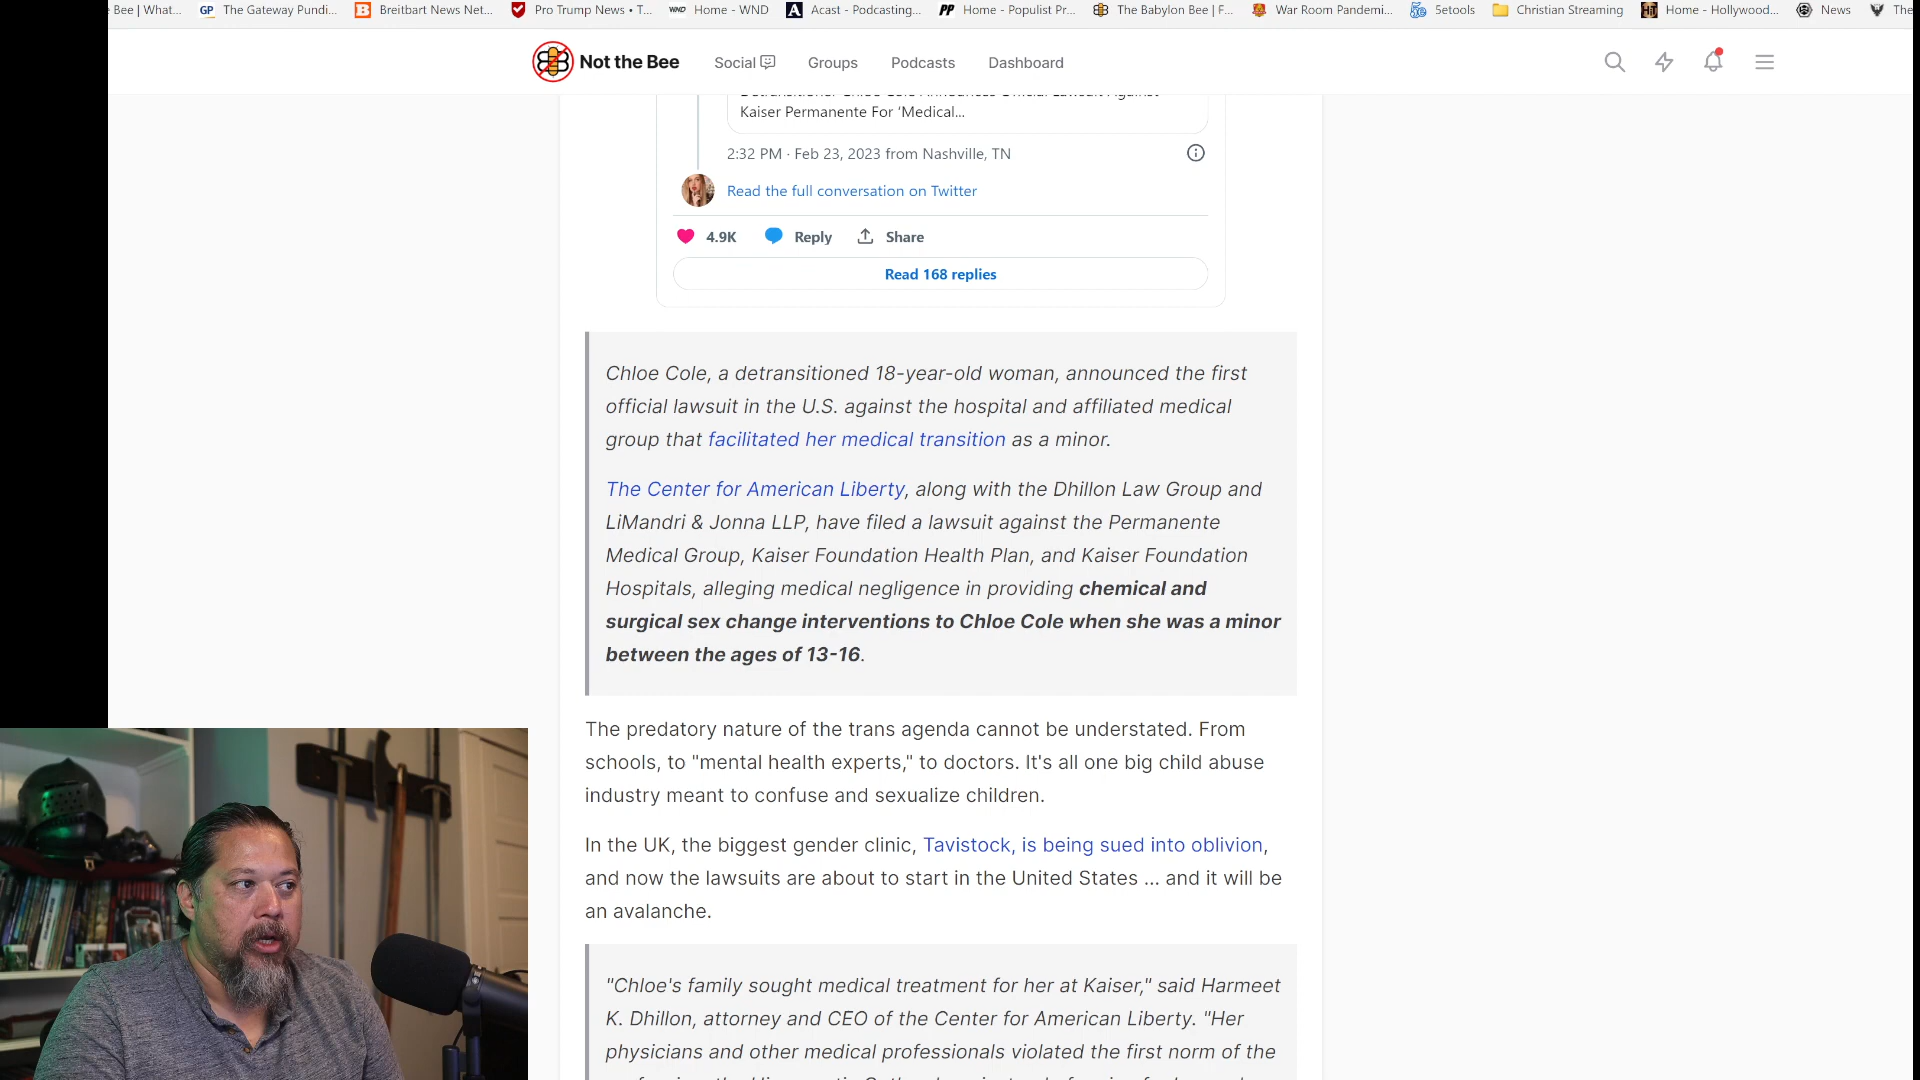 e Bee | What...
GP The Gateway Pundi...
B Breitbart News Net...
Pro Trump News • T...
WND Home - WND
A Acast - Podcasting...
PP Home - Populist Pr...
The Babylon Bee | F...
War Room Pandemi...
5etools
Christian Streaming
Home - Hollywood...
News
The
Not the Bee
Social
Groups
Podcasts
Dashboard
Kaiser Permanente For ‘Medical...
2:32 PM · Feb 23, 2023 from Nashville, TN
Read the full conversation on Twitter
4.9K Reply Share
Read 168 replies
Chloe Cole, a detransitioned 18-year-old woman, announced the first
official lawsuit in the U.S. against the hospital and affiliated medical
group that facilitated her medical transition as a minor.
The Center for American Liberty, along with the Dhillon Law Group and
LiMandri & Jonna LLP, have filed a lawsuit against the Permanente
Medical Group, Kaiser Foundation Health Plan, and Kaiser Foundation
Hospitals, alleging medical negligence in providing chemical and
surgical sex change interventions to Chloe Cole when she was a minor
between the ages of 13-16.
The predatory nature of the trans agenda cannot be understated. From
schools, to "mental health experts," to doctors. It's all one big child abuse
industry meant to confuse and sexualize children.
In the UK, the biggest gender clinic, Tavistock, is being sued into oblivion,
and now the lawsuits are about to start in the United States ... and it will be
an avalanche.
"Chloe's family sought medical treatment for her at Kaiser," said Harmeet
K. Dhillon, attorney and CEO of the Center for American Liberty. "Her
physicians and other medical professionals violated the first norm of the